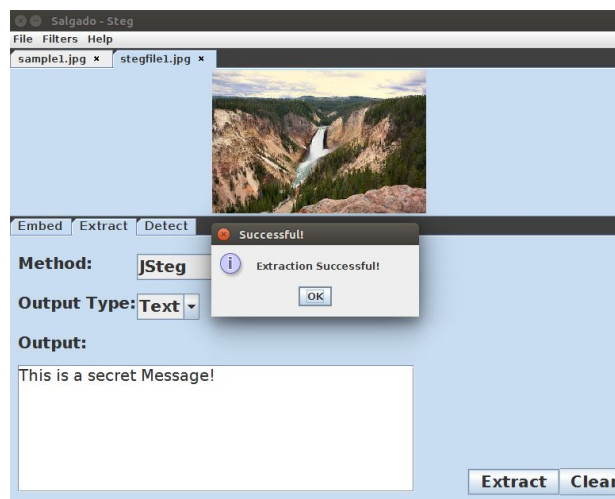 Salgado - Steg
File Filters Help
sample1.jpg × stegfile1.jpg ×
Embed Extract Detect
Successful!
Extraction Successful!
OK
Method: JSteg
Output Type: Text
Output:
This is a secret Message!
Extract Clear